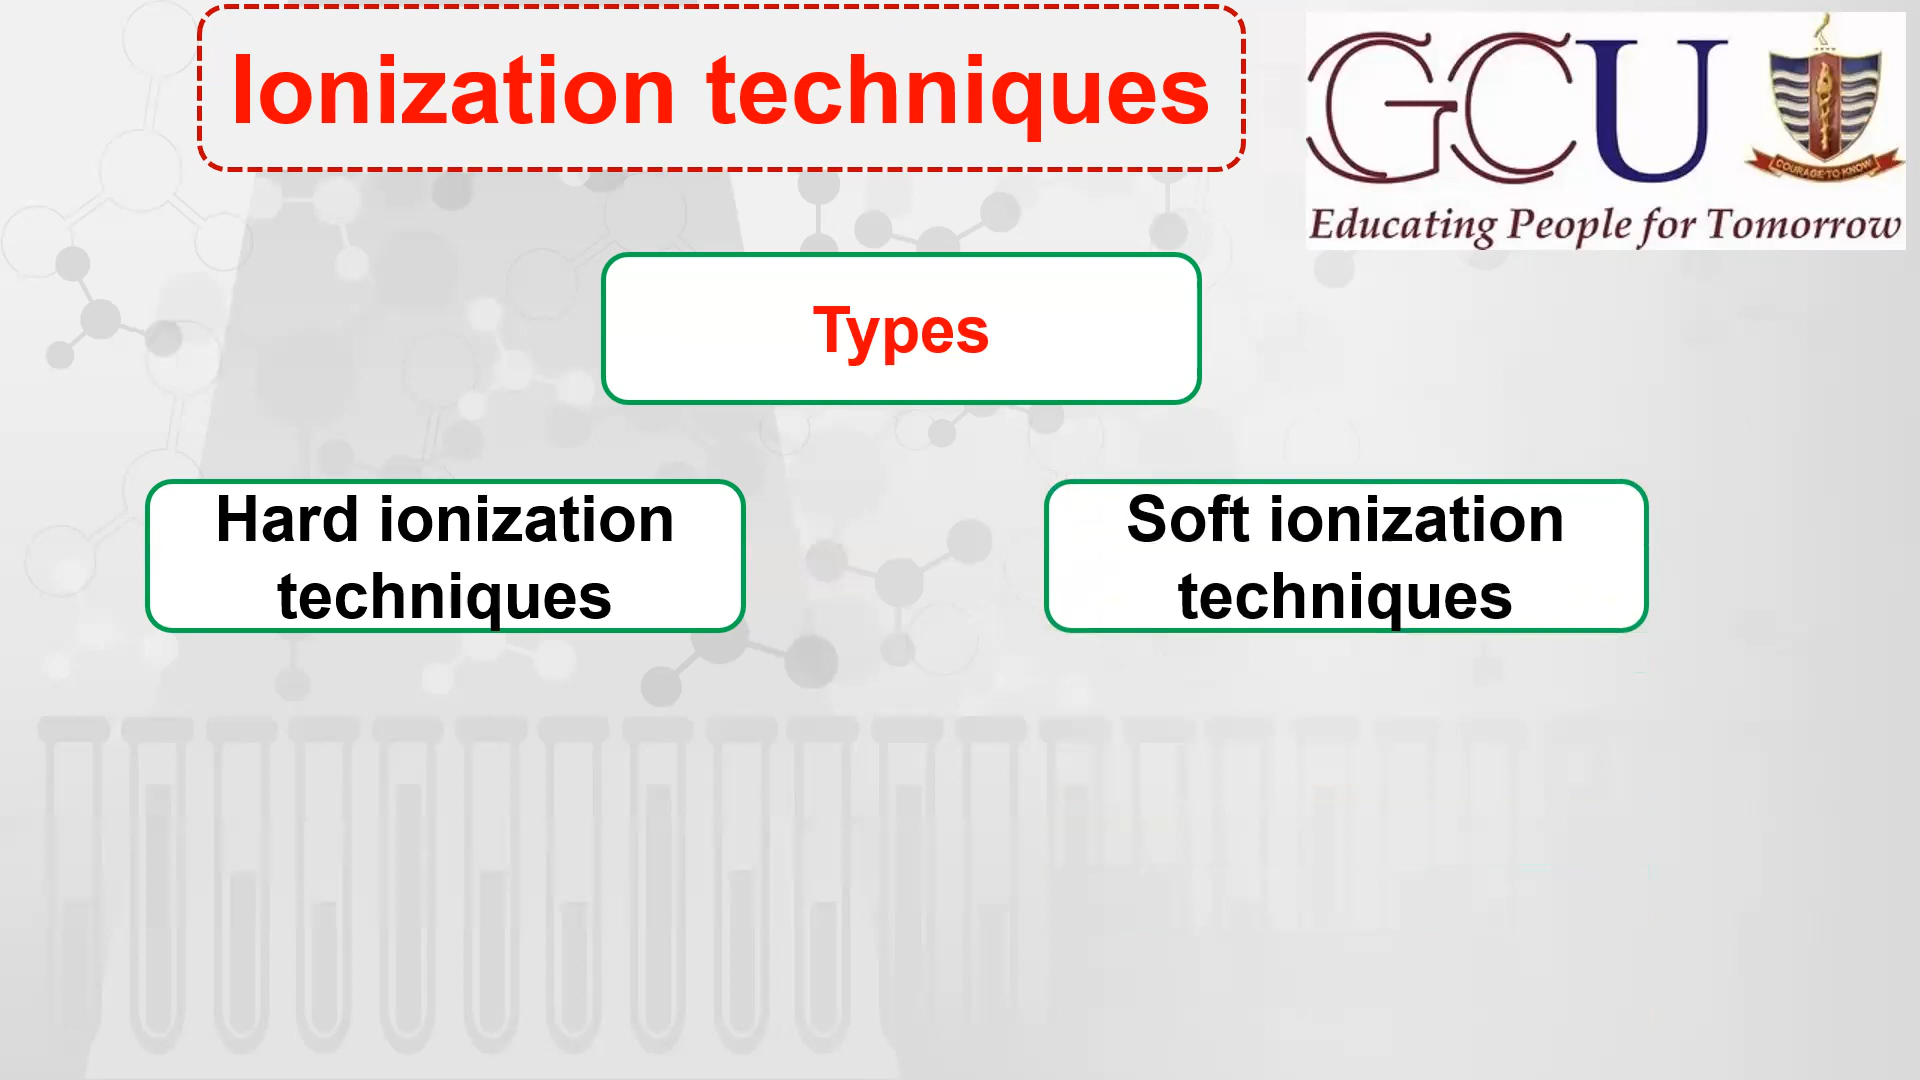 Ionization techniques
GCU
COURAGE TO KNOW
Educating People for Tomorrow
Types
Hard ionization
techniques
Soft ionization
techniques